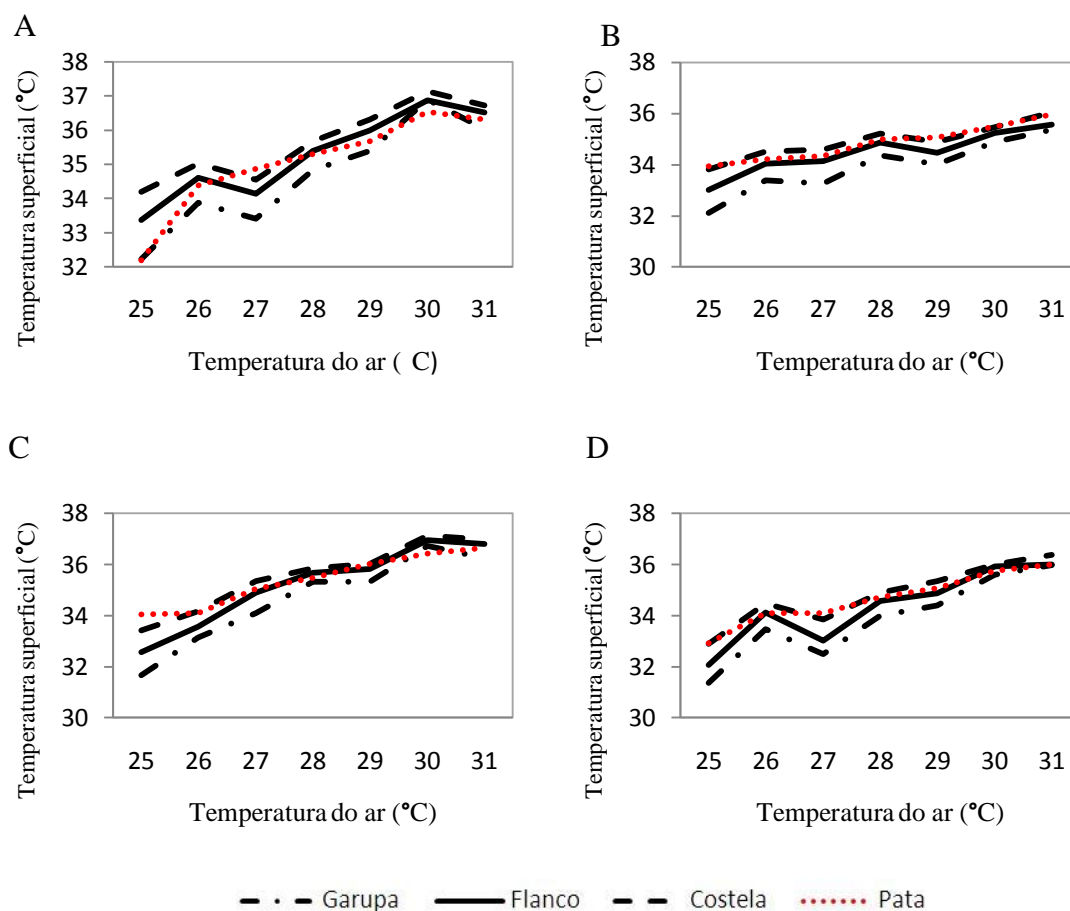 A
Temperatura superficial (°C)
38
37
36
35
34
33
32
25 26 27 28 29 30 31
Temperatura do ar ( C)
B
Temperatura superficial (°C)
38
36
34
32
30
25 26 27 28 29 30 31
Temperatura do ar (°C)
C
Temperatura superficial (°C)
38
36
34
32
30
25 26 27 28 29 30 31
Temperatura do ar (°C)
D
Temperatura superficial (°C)
38
36
34
32
30
25 26 27 28 29 30 31
Temperatura do ar (°C)
Garupa Flanco Costela Pata